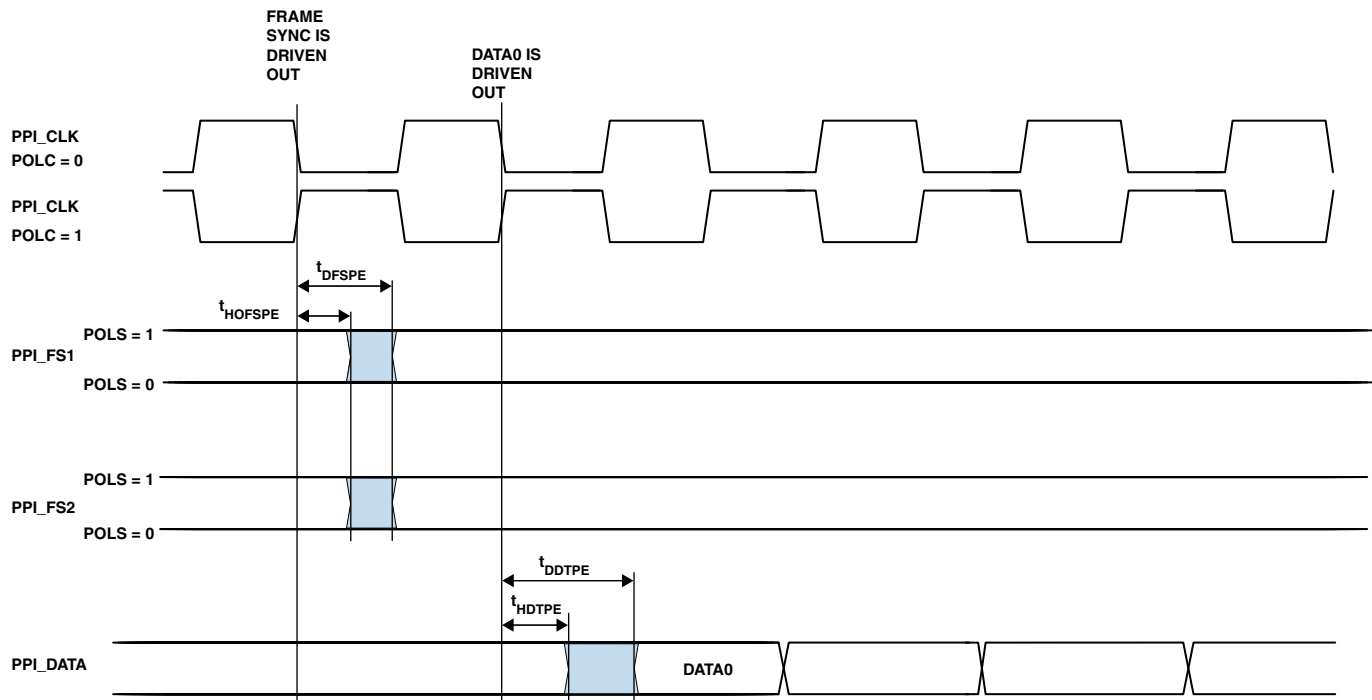 FRAME
SYNC IS
DRIVEN
OUT
DATA0 IS
DRIVEN
OUT
PPI_CLK
POLC = 0
PPI_CLK
POLC = 1
tDFSPE
tHOFSPE
POLS = 1
PPI_FS1
POLS = 0
POLS = 1
PPI_FS2
POLS = 0
tDDTPE
tHDTPE
PPI_DATA
DATA0